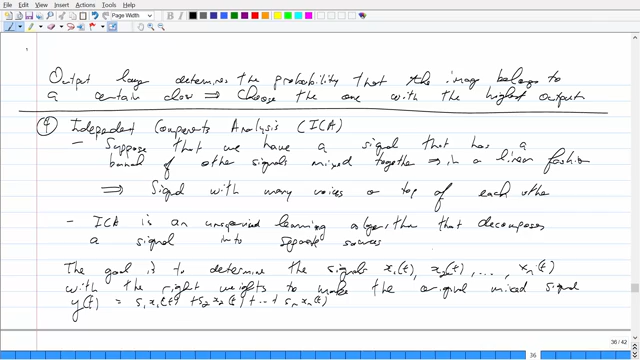 File Edit View Insert Actions Tools Help
Page Width
Output layer determines the probability that the image belongs to
a certain class ⇒ Choose the one with the highest output
④ Independent Components Analysis (ICA)
- Suppose that we have a signal that has a
bunch of other signals mixed together ⇒ in a linear fashion
⇒ Signal with many voices on top of each other
- ICA is an unsupervised learning algorithm that decomposes
a signal into separate sources
The goal is to determine the signals x₁(t), x₂(t), ..., xₙ(t)
with the right weights to make the original mixed signal
y(t) = s₁x₁(t) + s₂x₂(t) + ... + sₙxₙ(t)
36 / 42
36